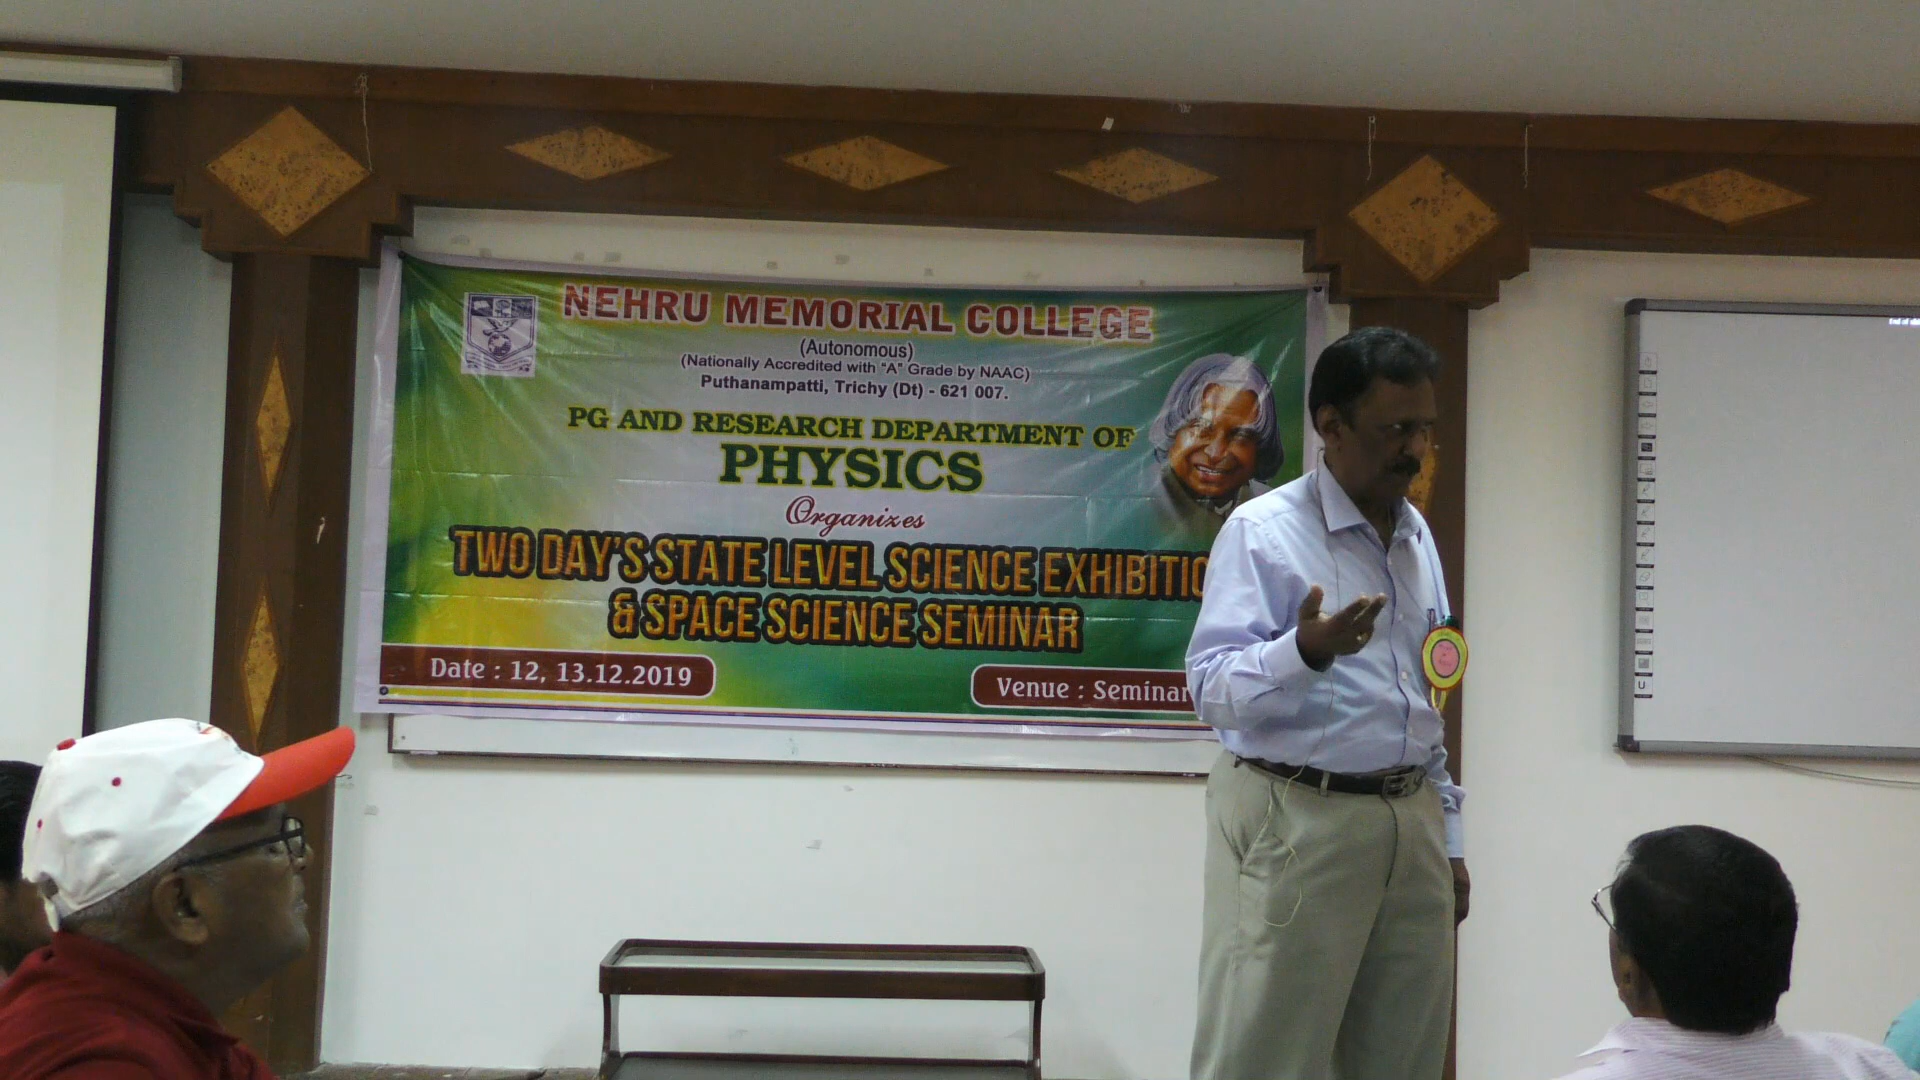 NEHRU MEMORIAL COLLEGE
(Autonomous)
(Nationally Accredited with "A" Grade by NAAC)
Puthanampatti, Trichy (Dt) - 621 007.
PG AND RESEARCH DEPARTMENT OF
PHYSICS
Organizes
TWO DAY'S STATE LEVEL SCIENCE EXHIBITIO
& SPACE SCIENCE SEMINAR
Date : 12, 13.12.2019
Venue : Seminar
End of
U